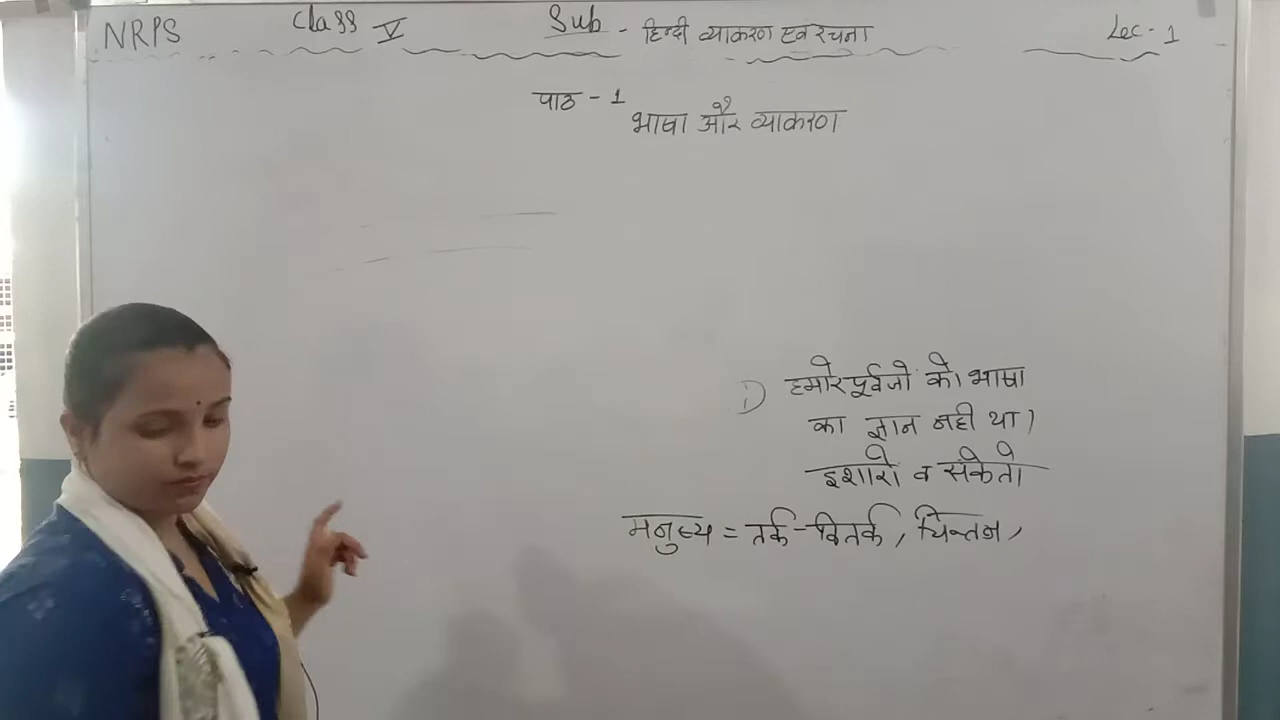 NRPS Class V Sub - हिन्दी व्याकरण एवं रचना Lec - 1
पाठ - 1
भाषा और व्याकरण
1) हमारे पूर्वजो को भाषा
का ज्ञान नही था।
इशारो व संकेतो
मनुष्य = तर्क-वितर्क, चिन्तन,